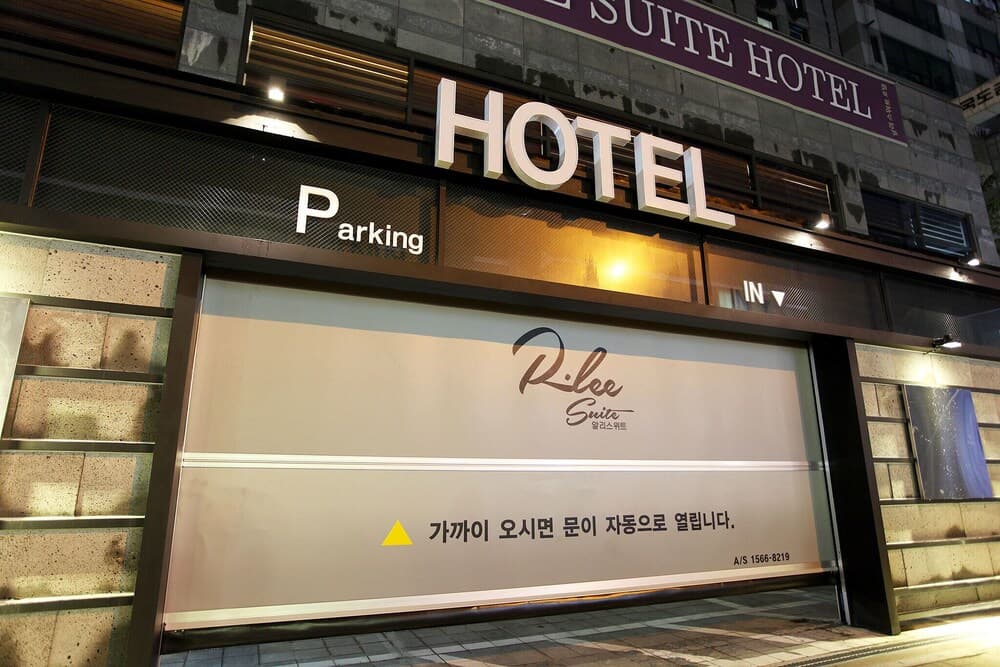 SUITE HOTEL
HOTEL
Parking
IN ▼
R.lee
Suite
알리스위트
가까이 오시면 문이 자동으로 열립니다.
A/S 1566-8219